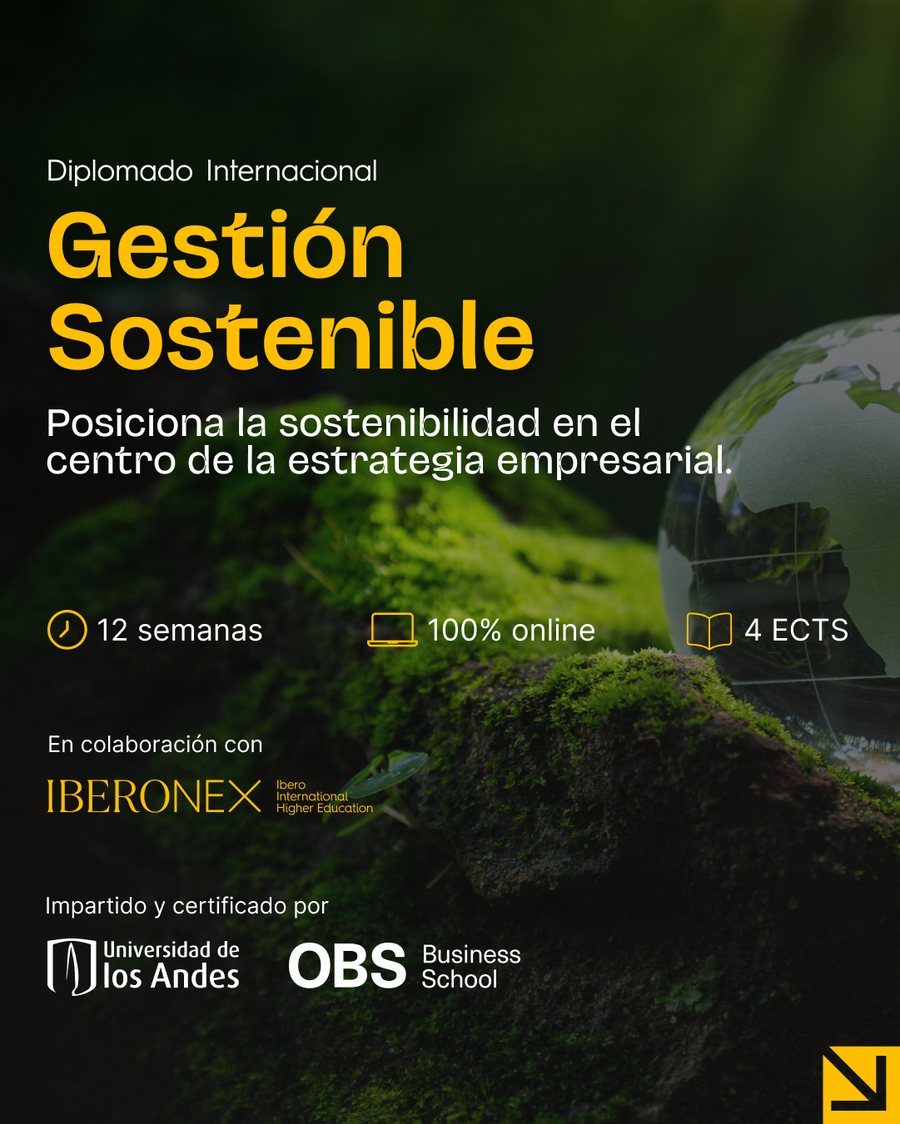 Diplomado Internacional
Gestión
Sostenible
Posiciona la sostenibilidad en el
centro de la estrategia empresarial.
12 semanas
100% online
4 ECTS
En colaboración con
IBERONEX
Ibero
International
Higher Education
Impartido y certificado por
Universidad de
los Andes
OBS
Business
School